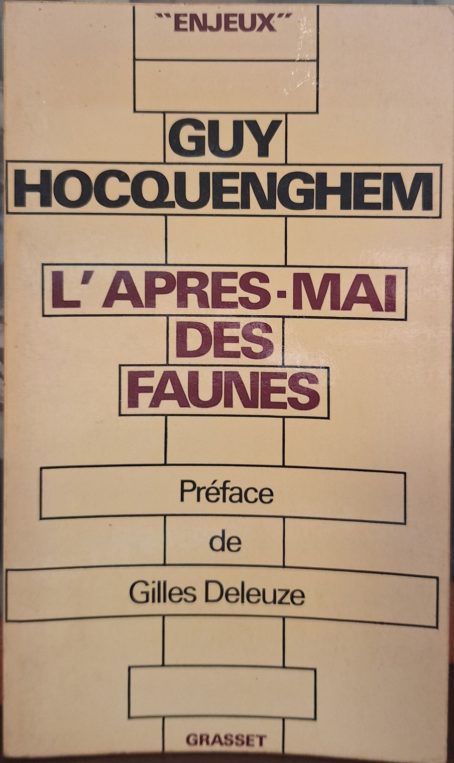 "ENJEUX"
GUY
HOCQUENGHEM
L'APRES-MAI
DES
FAUNES
Préface
de
Gilles Deleuze
GRASSET